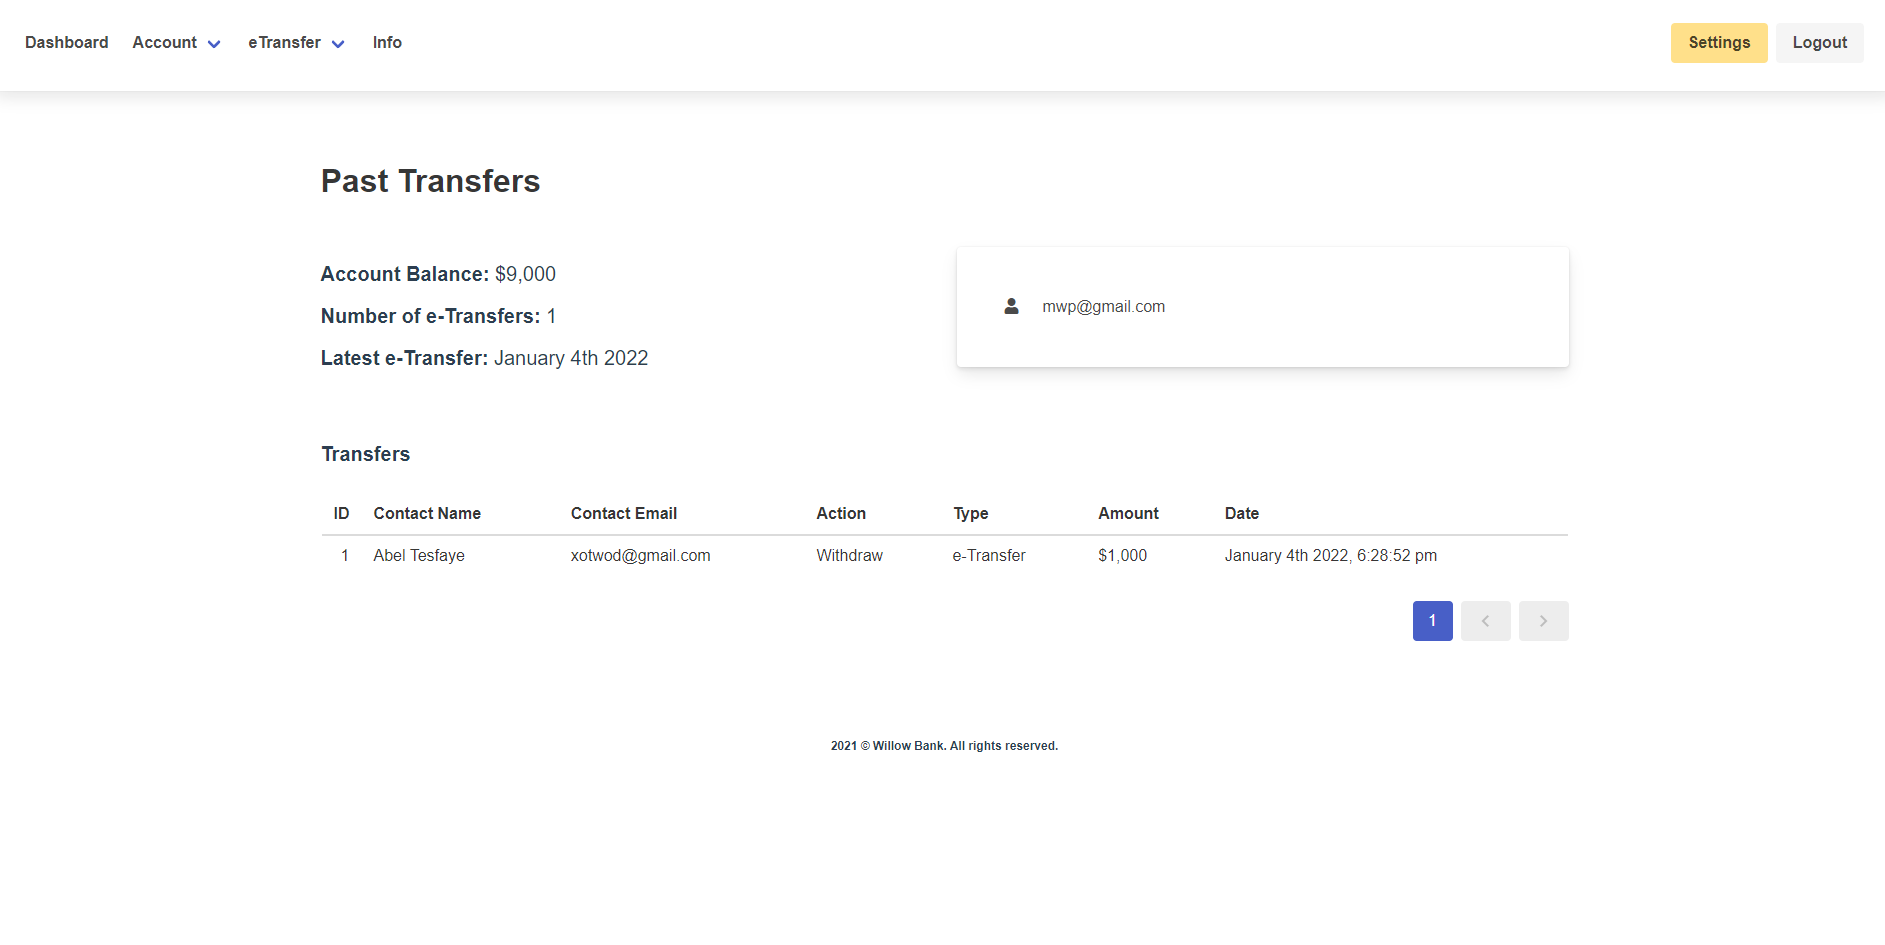 Dashboard Account eTransfer Info Settings Logout
Past Transfers
Account Balance: $9,000
Number of e-Transfers: 1
Latest e-Transfer: January 4th 2022
mwp@gmail.com
Transfers
ID Contact Name Contact Email Action Type Amount Date
1 Abel Tesfaye xotwod@gmail.com Withdraw e-Transfer $1,000 January 4th 2022, 6:28:52 pm
1
2021 © Willow Bank. All rights reserved.